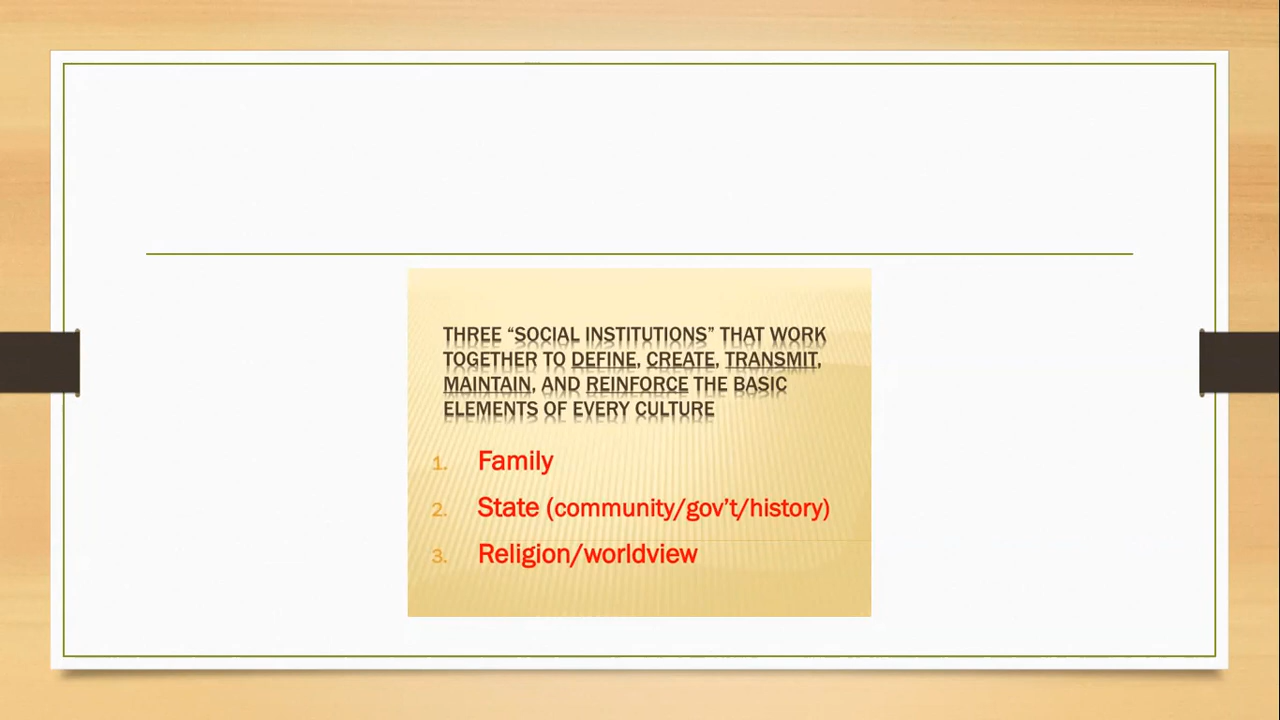 THREE “SOCIAL INSTITUTIONS” THAT WORK
TOGETHER TO DEFINE, CREATE, TRANSMIT,
MAINTAIN, AND REINFORCE THE BASIC
ELEMENTS OF EVERY CULTURE
1. Family
2. State (community/gov’t/history)
3. Religion/worldview